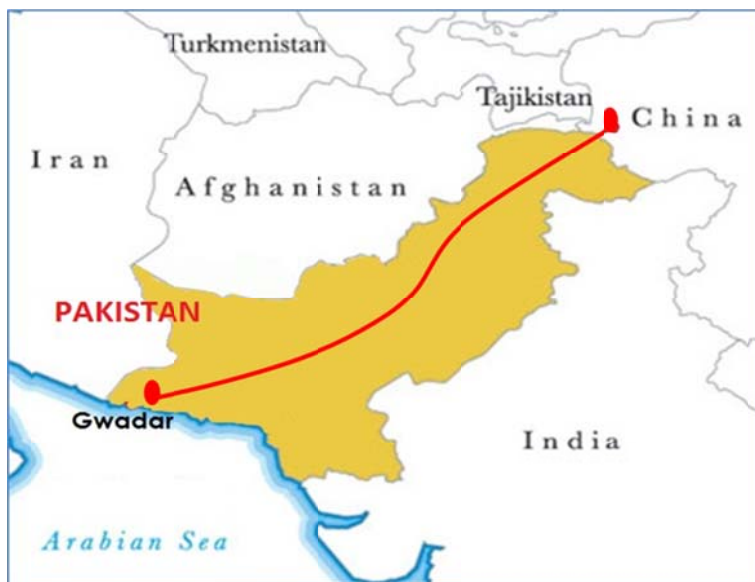 Turkmenistan
Tajikistan
China
Iran
Afghanistan
PAKISTAN
Gwadar
India
Arabian Sea